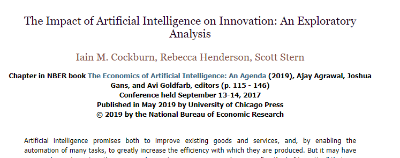 The Impact of Artificial Intelligence on Innovation: An Exploratory
Analysis
Iain M. Cockburn, Rebecca Henderson, Scott Stern
Chapter in NBER book The Economics of Artificial Intelligence: An Agenda (2019), Ajay Agrawal, Joshua
Gans, and Avi Goldfarb, editors (p. 115 - 146)
Conference held September 13-14, 2017
Published in May 2019 by University of Chicago Press
© 2019 by the National Bureau of Economic Research
Artificial intelligence promises both to improve existing goods and services, and, by enabling the
automation of many tasks, to greatly increase the efficiency with which they are produced. But it may have